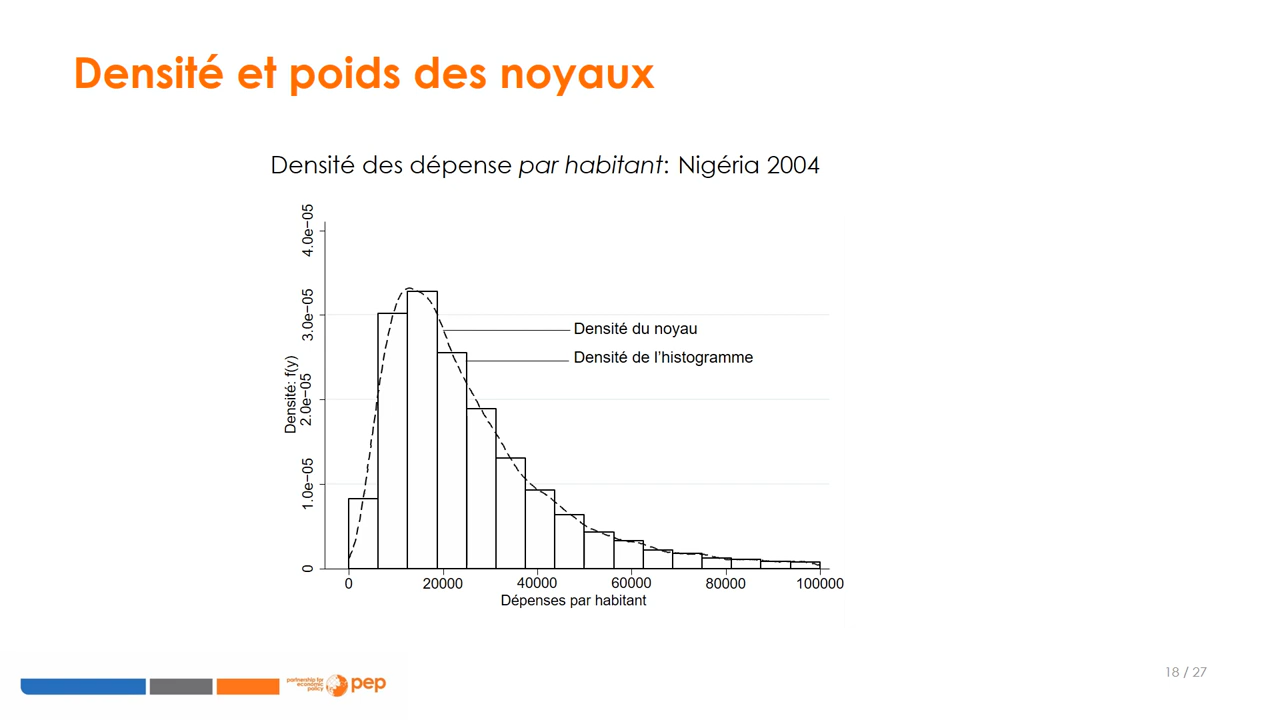 Densité et poids des noyaux
Densité des dépense par habitant: Nigéria 2004
4.0e−05
3.0e−05
2.0e−05
1.0e−05
0
Densité: f(y)
Densité du noyau
Densité de l'histogramme
0 20000 40000 60000 80000 100000
Dépenses par habitant
partnership for
economic
policy
pep
18 / 27